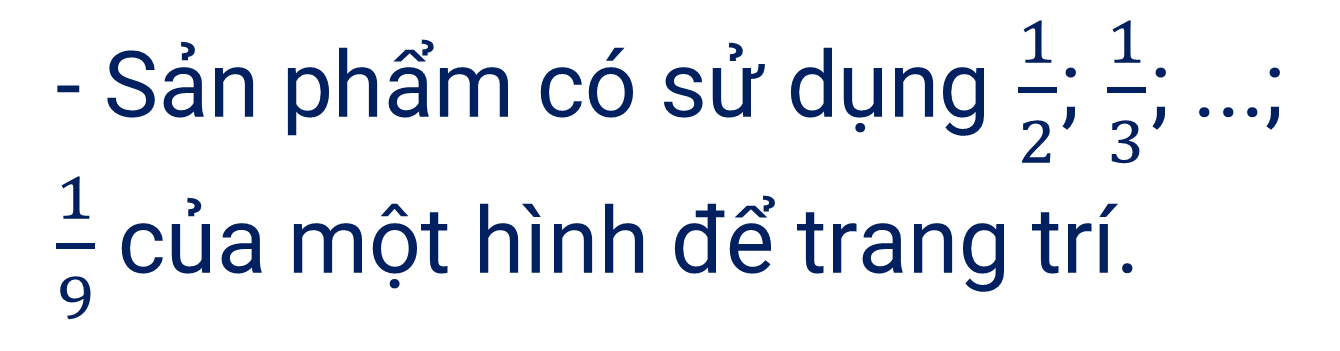 - Sản phẩm có sử dụng 1/2; 1/3; ...;
1/9 của một hình để trang trí.